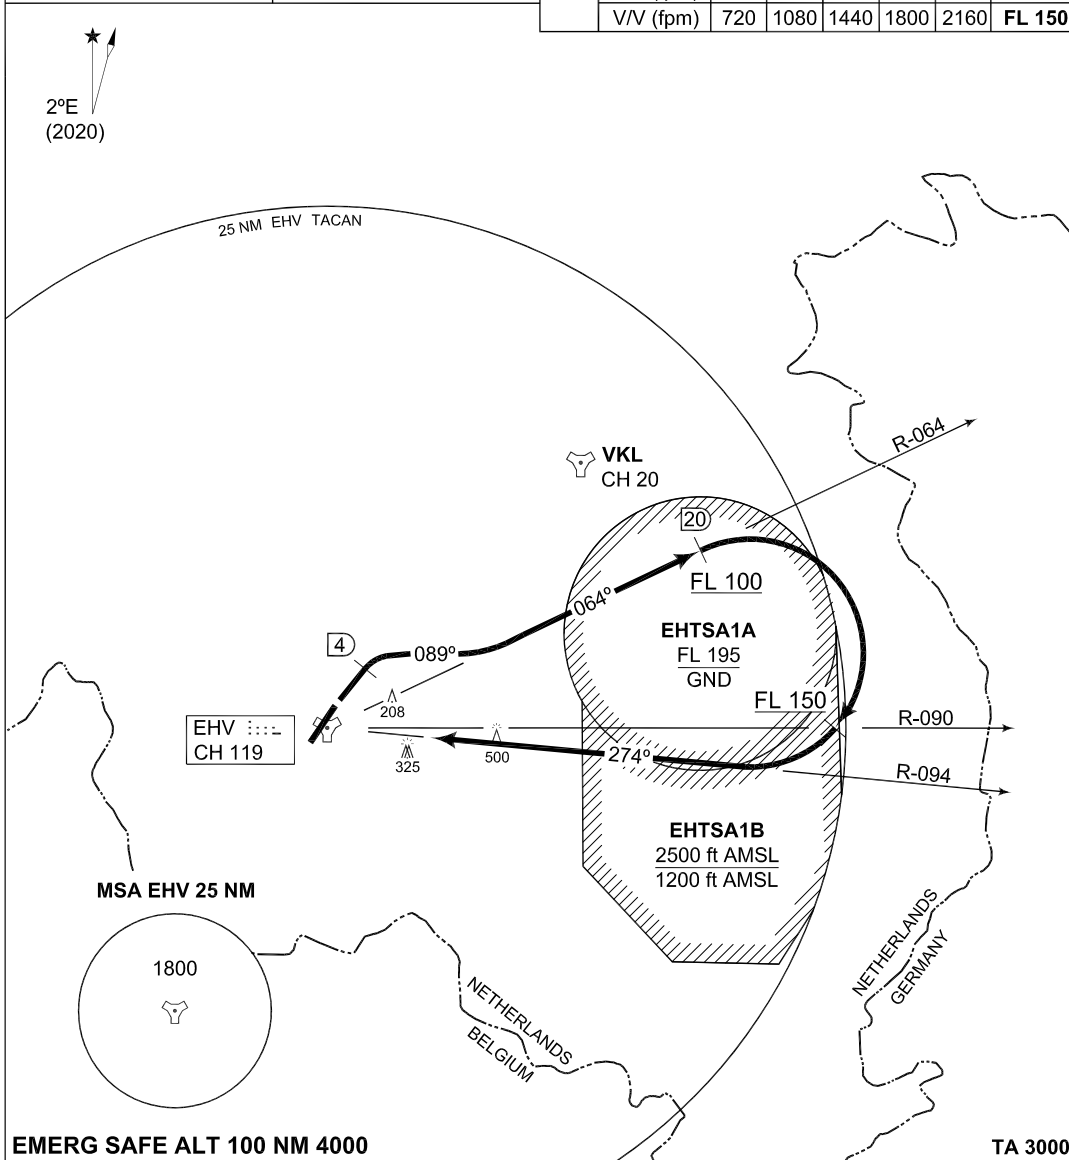 V/V (fpm) 720 1080 1440 1800 2160 FL 150
2ºE
(2020)
25 NM EHV TACAN
R-064
VKL
CH 20
20
FL 100
064º
EHTSA1A
FL 195
GND
4
089º
208
FL 150
EHV
CH 119
R-090
500
325
274º
R-094
EHTSA1B
2500 ft AMSL
1200 ft AMSL
MSA EHV 25 NM
1800
NETHERLANDS
GERMANY
NETHERLANDS
BELGIUM
EMERG SAFE ALT 100 NM 4000
TA 3000